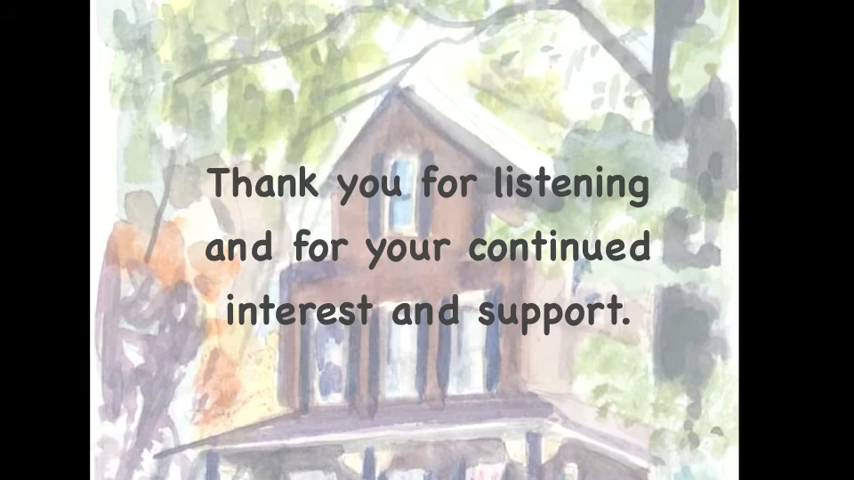 Thank you for listening
and for your continued
interest and support.